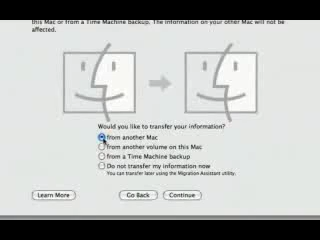 this Mac or from a Time Machine backup. The information on your other Mac will not be
affected.
Would you like to transfer your information?
from another Mac
from another volume on this Mac
from a Time Machine backup
Do not transfer my information now
You can transfer later using the Migration Assistant utility.
Learn More
Go Back
Continue